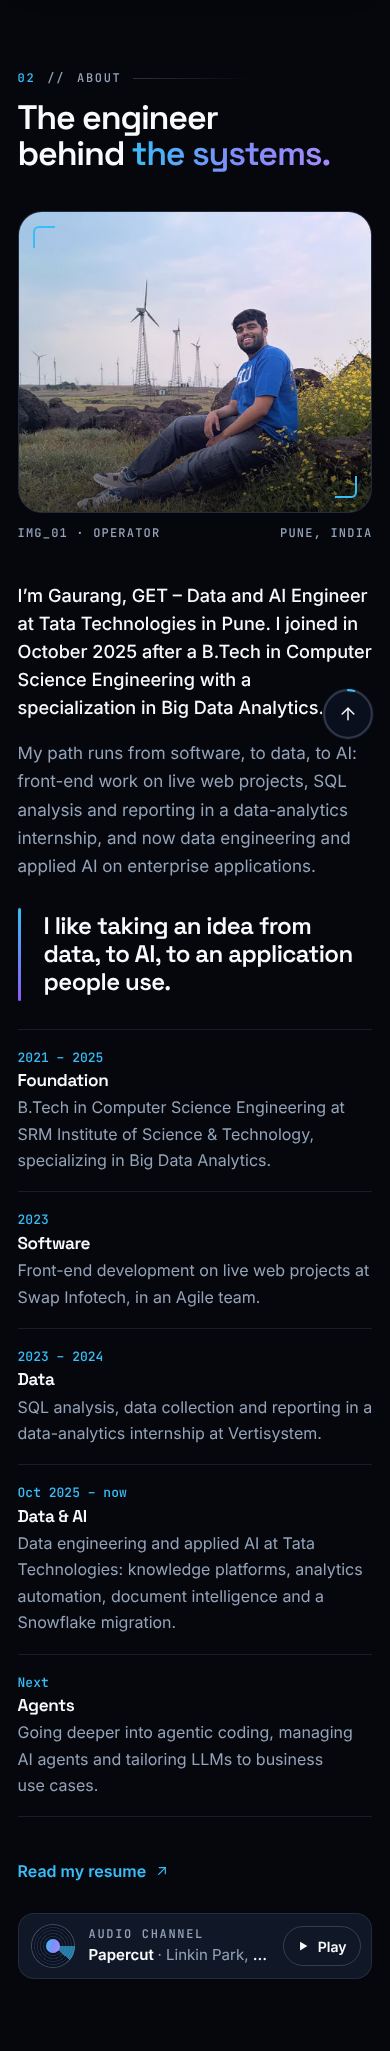 02 // ABOUT
The engineer
behind the systems.
IMG_01 · OPERATOR
PUNE, INDIA
I’m Gaurang, GET – Data and AI Engineer
at Tata Technologies in Pune. I joined in
October 2025 after a B.Tech in Computer
Science Engineering with a
specialization in Big Data Analytics.
My path runs from software, to data, to AI:
front-end work on live web projects, SQL
analysis and reporting in a data-analytics
internship, and now data engineering and
applied AI on enterprise applications.
I like taking an idea from
data, to AI, to an application
people use.
2021 – 2025
Foundation
B.Tech in Computer Science Engineering at
SRM Institute of Science & Technology,
specializing in Big Data Analytics.
2023
Software
Front-end development on live web projects at
Swap Infotech, in an Agile team.
2023 – 2024
Data
SQL analysis, data collection and reporting in a
data-analytics internship at Vertisystem.
Oct 2025 – now
Data & AI
Data engineering and applied AI at Tata
Technologies: knowledge platforms, analytics
automation, document intelligence and a
Snowflake migration.
Next
Agents
Going deeper into agentic coding, managing
AI agents and tailoring LLMs to business
use cases.
Read my resume ↗
AUDIO CHANNEL
Papercut · Linkin Park, ...
Play